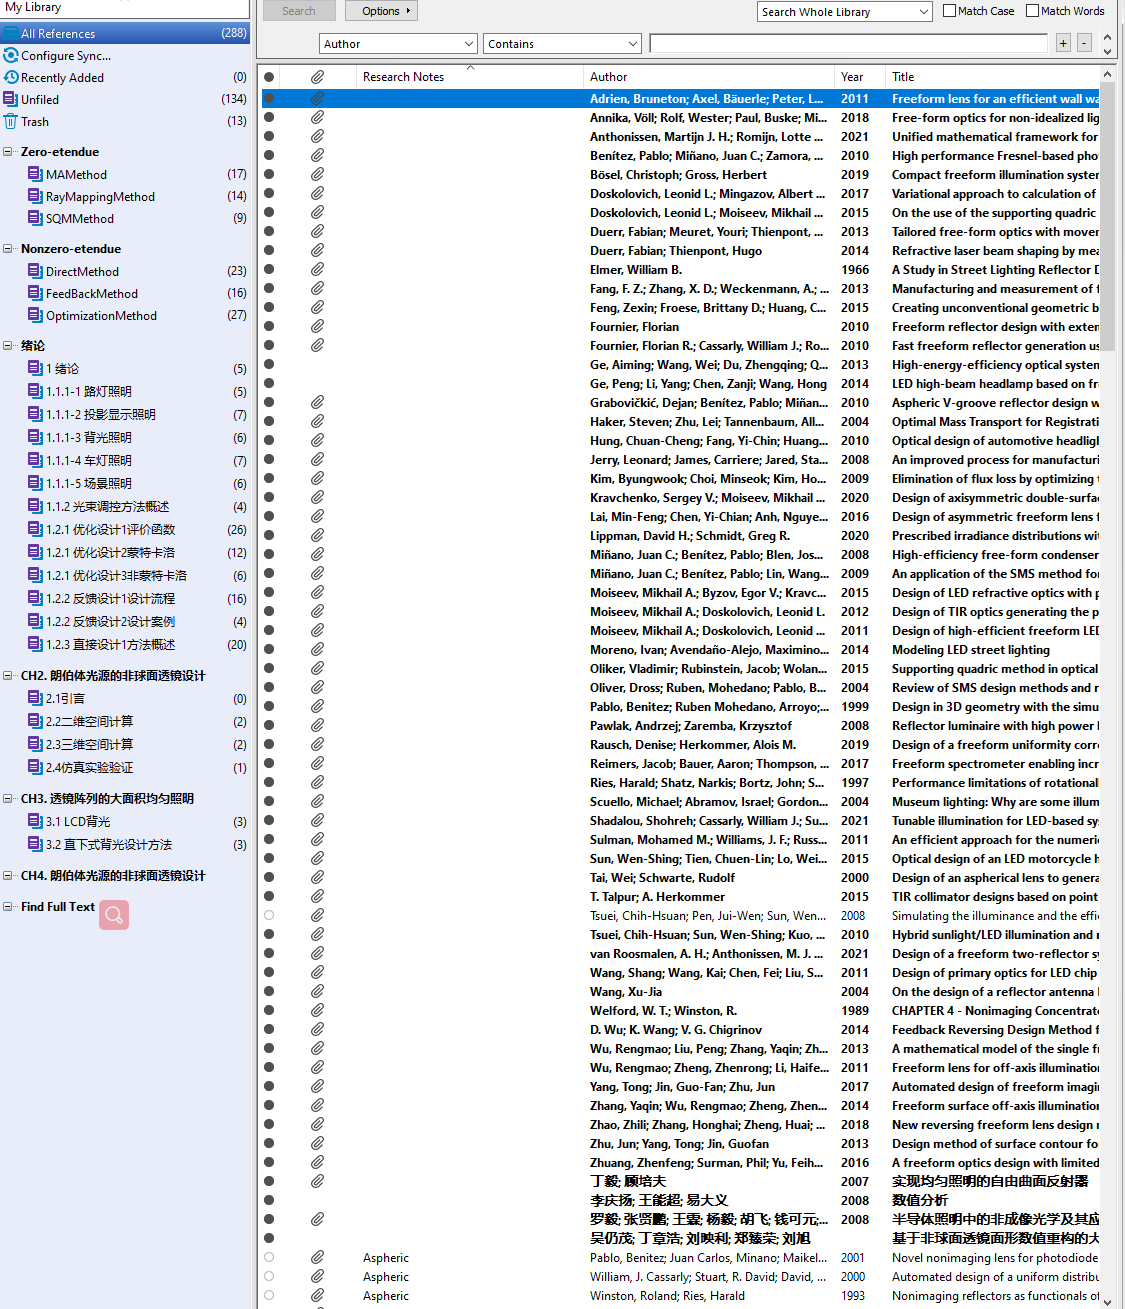 My Library
All References (288)
Configure Sync...
Recently Added (0)
Unfiled (134)
Trash (13)
Zero-etendue
MAMethod (17)
RayMappingMethod (14)
SQMMethod (9)
Nonzero-etendue
DirectMethod (23)
FeedBackMethod (16)
OptimizationMethod (27)
绪论
1 绪论 (5)
1.1.1-1 路灯照明 (5)
1.1.1-2 投影显示照明 (7)
1.1.1-3 背光照明 (6)
1.1.1-4 车灯照明 (7)
1.1.1-5 场景照明 (6)
1.1.2 光束调控方法概述 (4)
1.2.1 优化设计1评价函数 (26)
1.2.1 优化设计2蒙特卡洛 (12)
1.2.1 优化设计3非蒙特卡洛 (6)
1.2.2 反馈设计1设计流程 (16)
1.2.2 反馈设计2设计案例 (4)
1.2.3 直接设计1方法概述 (20)
CH2. 朗伯体光源的非球面透镜设计
2.1引言 (0)
2.2二维空间计算 (2)
2.3三维空间计算 (2)
2.4仿真实验验证 (1)
CH3. 透镜阵列的大面积均匀照明
3.1 LCD背光 (3)
3.2 直下式背光设计方法 (3)
CH4. 朗伯体光源的非球面透镜设计
Find Full Text
Search Options Search Whole Library Match Case Match Words
Author Contains + -
Research Notes Author Year Title
Adrien, Bruneton; Axel, Bäuerle; Peter, L... 2011 Freeform lens for an efficient wall wa
Annika, Völl; Rolf, Wester; Paul, Buske; Mi... 2018 Free-form optics for non-idealized lig
Anthonissen, Martijn J. H.; Romijn, Lotte ... 2021 Unified mathematical framework for
Benítez, Pablo; Miñano, Juan C.; Zamora, ... 2010 High performance Fresnel-based pho
Bösel, Christoph; Gross, Herbert 2019 Compact freeform illumination system
Doskolovich, Leonid L.; Mingazov, Albert ... 2017 Variational approach to calculation of
Doskolovich, Leonid L.; Moiseev, Mikhail ... 2015 On the use of the supporting quadric
Duerr, Fabian; Meuret, Youri; Thienpont, ... 2013 Tailored free-form optics with mover
Duerr, Fabian; Thienpont, Hugo 2014 Refractive laser beam shaping by mea
Elmer, William B. 1966 A Study in Street Lighting Reflector D
Fang, F. Z.; Zhang, X. D.; Weckenmann, A.; ... 2013 Manufacturing and measurement of f
Feng, Zexin; Froese, Brittany D.; Huang, C... 2015 Creating unconventional geometric b
Fournier, Florian 2010 Freeform reflector design with exten
Fournier, Florian R.; Cassarly, William J.; Ro... 2010 Fast freeform reflector generation us
Ge, Aiming; Wang, Wei; Du, Zhengqing; Q... 2013 High-energy-efficiency optical system
Ge, Peng; Li, Yang; Chen, Zanji; Wang, Hong 2014 LED high-beam headlamp based on fr
Grabovičkić, Dejan; Benítez, Pablo; Miñan... 2010 Aspheric V-groove reflector design w
Haker, Steven; Zhu, Lei; Tannenbaum, All... 2004 Optimal Mass Transport for Registrati
Hung, Chuan-Cheng; Fang, Yi-Chin; Huang... 2010 Optical design of automotive headligh
Jerry, Leonard; James, Carriere; Jared, Sta... 2008 An improved process for manufacturi
Kim, Byungwook; Choi, Minseok; Kim, Ho... 2009 Elimination of flux loss by optimizing t
Kravchenko, Sergey V.; Moiseev, Mikhail ... 2020 Design of axisymmetric double-surfac
Lai, Min-Feng; Chen, Yi-Chian; Anh, Nguye... 2016 Design of asymmetric freeform lens f
Lippman, David H.; Schmidt, Greg R. 2020 Prescribed irradiance distributions wit
Miñano, Juan C.; Benítez, Pablo; Blen, Jos... 2008 High-efficiency free-form condenser
Miñano, Juan C.; Benítez, Pablo; Lin, Wang... 2009 An application of the SMS method for
Moiseev, Mikhail A.; Byzov, Egor V.; Kravc... 2015 Design of LED refractive optics with p
Moiseev, Mikhail A.; Doskolovich, Leonid L. 2012 Design of TIR optics generating the p
Moiseev, Mikhail A.; Doskolovich, Leonid ... 2011 Design of high-efficient freeform LED
Moreno, Ivan; Avendaño-Alejo, Maximino... 2014 Modeling LED street lighting
Oliker, Vladimir; Rubinstein, Jacob; Wolan... 2015 Supporting quadric method in optical
Oliver, Dross; Ruben, Mohedano; Pablo, B... 2004 Review of SMS design methods and r
Pablo, Benitez; Ruben Mohedano, Arroyo;... 1999 Design in 3D geometry with the simu
Pawlak, Andrzej; Zaremba, Krzysztof 2008 Reflector luminaire with high power l
Rausch, Denise; Herkommer, Alois M. 2019 Design of a freeform uniformity corre
Reimers, Jacob; Bauer, Aaron; Thompson, ... 2017 Freeform spectrometer enabling incr
Ries, Harald; Shatz, Narkis; Bortz, John; S... 1997 Performance limitations of rotational
Scuello, Michael; Abramov, Israel; Gordon... 2004 Museum lighting: Why are some illum
Shadalou, Shohreh; Cassarly, William J.; Su... 2021 Tunable illumination for LED-based sy
Sulman, Mohamed M.; Williams, J. F.; Russ... 2011 An efficient approach for the numeric
Sun, Wen-Shing; Tien, Chuen-Lin; Lo, Wei... 2015 Optical design of an LED motorcycle h
Tai, Wei; Schwarte, Rudolf 2000 Design of an aspherical lens to genera
T. Talpur; A. Herkommer 2015 TIR collimator designs based on point
Tsuei, Chih-Hsuan; Pen, Jui-Wen; Sun, Wen... 2008 Simulating the illuminance and the effi
Tsuei, Chih-Hsuan; Sun, Wen-Shing; Kuo, ... 2010 Hybrid sunlight/LED illumination and r
van Roosmalen, A. H.; Anthonissen, M. J. ... 2021 Design of a freeform two-reflector sy
Wang, Shang; Wang, Kai; Chen, Fei; Liu, S... 2011 Design of primary optics for LED chip
Wang, Xu-Jia 2004 On the design of a reflector antenna I
Welford, W. T.; Winston, R. 1989 CHAPTER 4 - Nonimaging Concentrate
D. Wu; K. Wang; V. G. Chigrinov 2014 Feedback Reversing Design Method f
Wu, Rengmao; Liu, Peng; Zhang, Yaqin; Zh... 2013 A mathematical model of the single fr
Wu, Rengmao; Zheng, Zhenrong; Li, Haife... 2011 Freeform lens for off-axis illumination
Yang, Tong; Jin, Guo-Fan; Zhu, Jun 2017 Automated design of freeform imagi
Zhang, Yaqin; Wu, Rengmao; Zheng, Zhen... 2014 Freeform surface off-axis illumination
Zhao, Zhili; Zhang, Honghai; Zheng, Huai; ... 2018 New reversing freeform lens design r
Zhu, Jun; Yang, Tong; Jin, Guofan 2013 Design method of surface contour fo
Zhuang, Zhenfeng; Surman, Phil; Yu, Feih... 2016 A freeform optics design with limited
丁毅; 顾培夫 2007 实现均匀照明的自由曲面反射器
李庆扬; 王能超; 易大义 2008 数值分析
罗毅; 张贤鹏; 王霖; 杨毅; 胡飞; 钱可元;... 2008 半导体照明中的非成像光学及其应
吴仍茂; 丁章浩; 刘映利; 郑臻荣; 刘旭 基于非球面透镜面形数值重构的大
Aspheric Pablo, Benitez; Juan Carlos, Minano; Maikel... 2001 Novel nonimaging lens for photodiode
Aspheric William, J. Cassarly; Stuart, R. David; David, ... 2000 Automated design of a uniform distribu
Aspheric Winston, Roland; Ries, Harald 1993 Nonimaging reflectors as functionals of